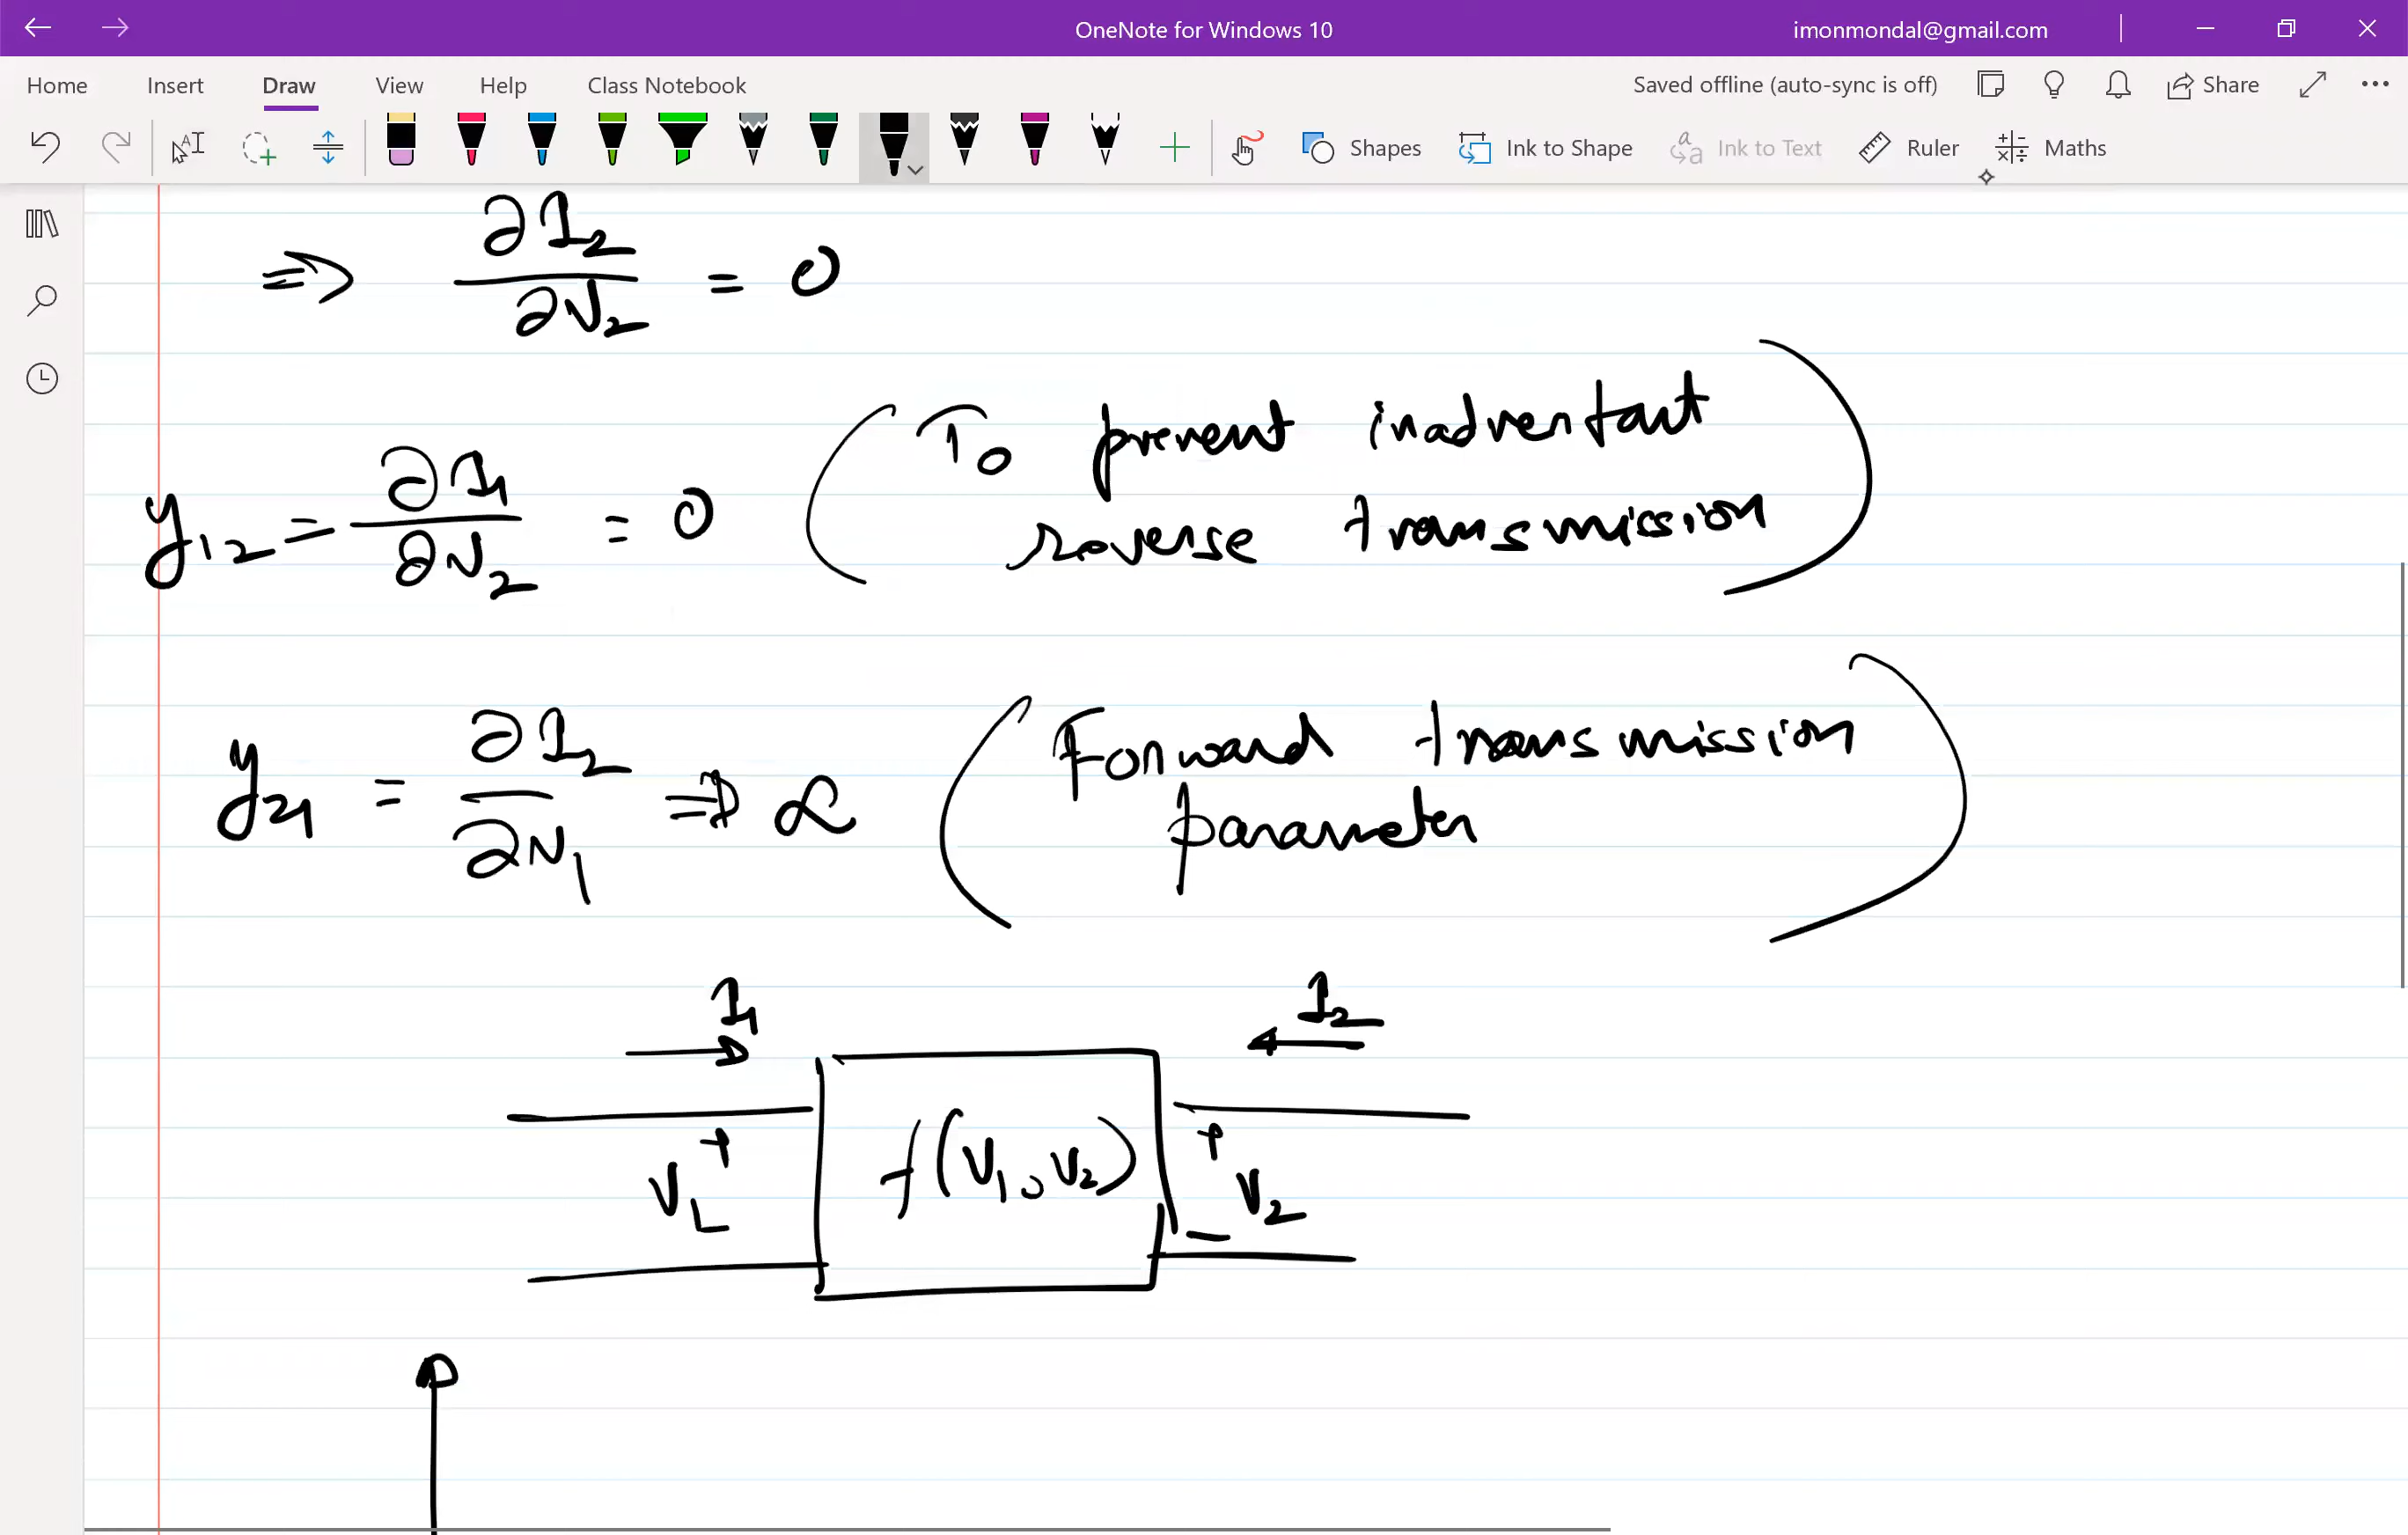 OneNote for Windows 10
imonmondal@gmail.com
Home Insert Draw View Help Class Notebook
Saved offline (auto-sync is off)
Share
Shapes Ink to Shape Ink to Text Ruler Maths
⇒ ∂I₂/∂V₂ = 0
y₁₂ = ∂I₁/∂V₂ = 0 (To prevent inadvertant
reverse transmission)
y₂₁ = ∂I₂/∂V₁ ⇒ ∞ (Forward transmission
parameter)
I₁ I₂
+ f(V₁, V₂) +
V₁ V₂
− −